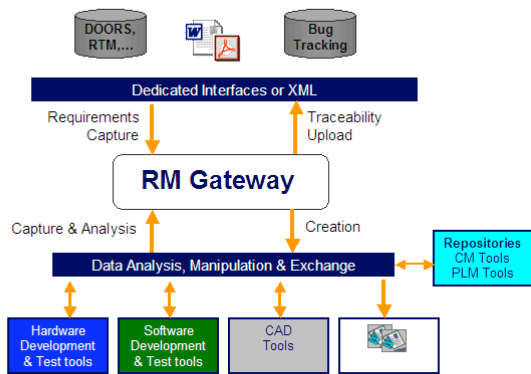 DOORS,
RTM,...
Bug
Tracking
Dedicated Interfaces or XML
Requirements
Capture
Traceability
Upload
RM Gateway
Capture & Analysis
Creation
Data Analysis, Manipulation & Exchange
Repositories
CM Tools
PLM Tools
Hardware
Development
& Test tools
Software
Development
& Test tools
CAD
Tools